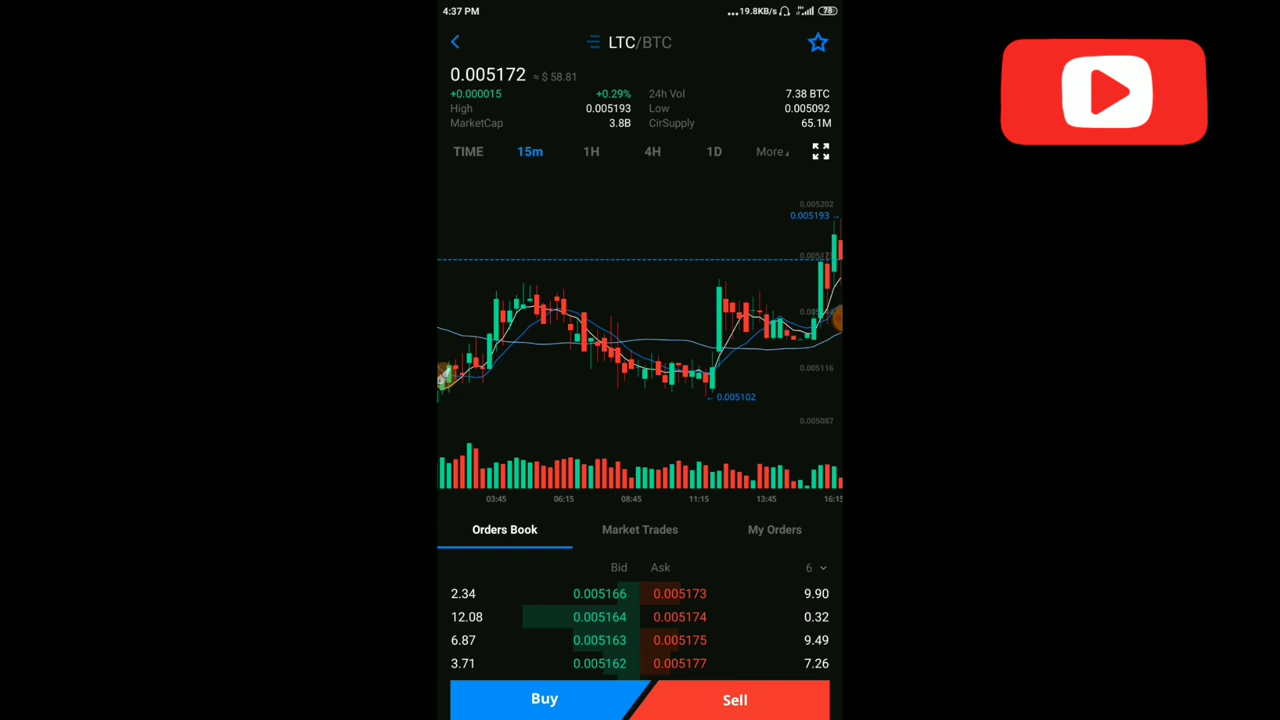 4:37 PM ...19.8KB/s 78
LTC/BTC
0.005172 ≈ $ 58.81
+0.000015 +0.29% 24h Vol 7.38 BTC
High 0.005193 Low 0.005092
MarketCap 3.8B CirSupply 65.1M
TIME 15m 1H 4H 1D More
0.005202
0.005193 →
0.005116
← 0.005102
0.005087
03:45 06:15 08:45 11:15 13:45 16:15
Orders Book Market Trades My Orders
Bid Ask 6
2.34 0.005166 0.005173 9.90
12.08 0.005164 0.005174 0.32
6.87 0.005163 0.005175 9.49
3.71 0.005162 0.005177 7.26
Buy Sell